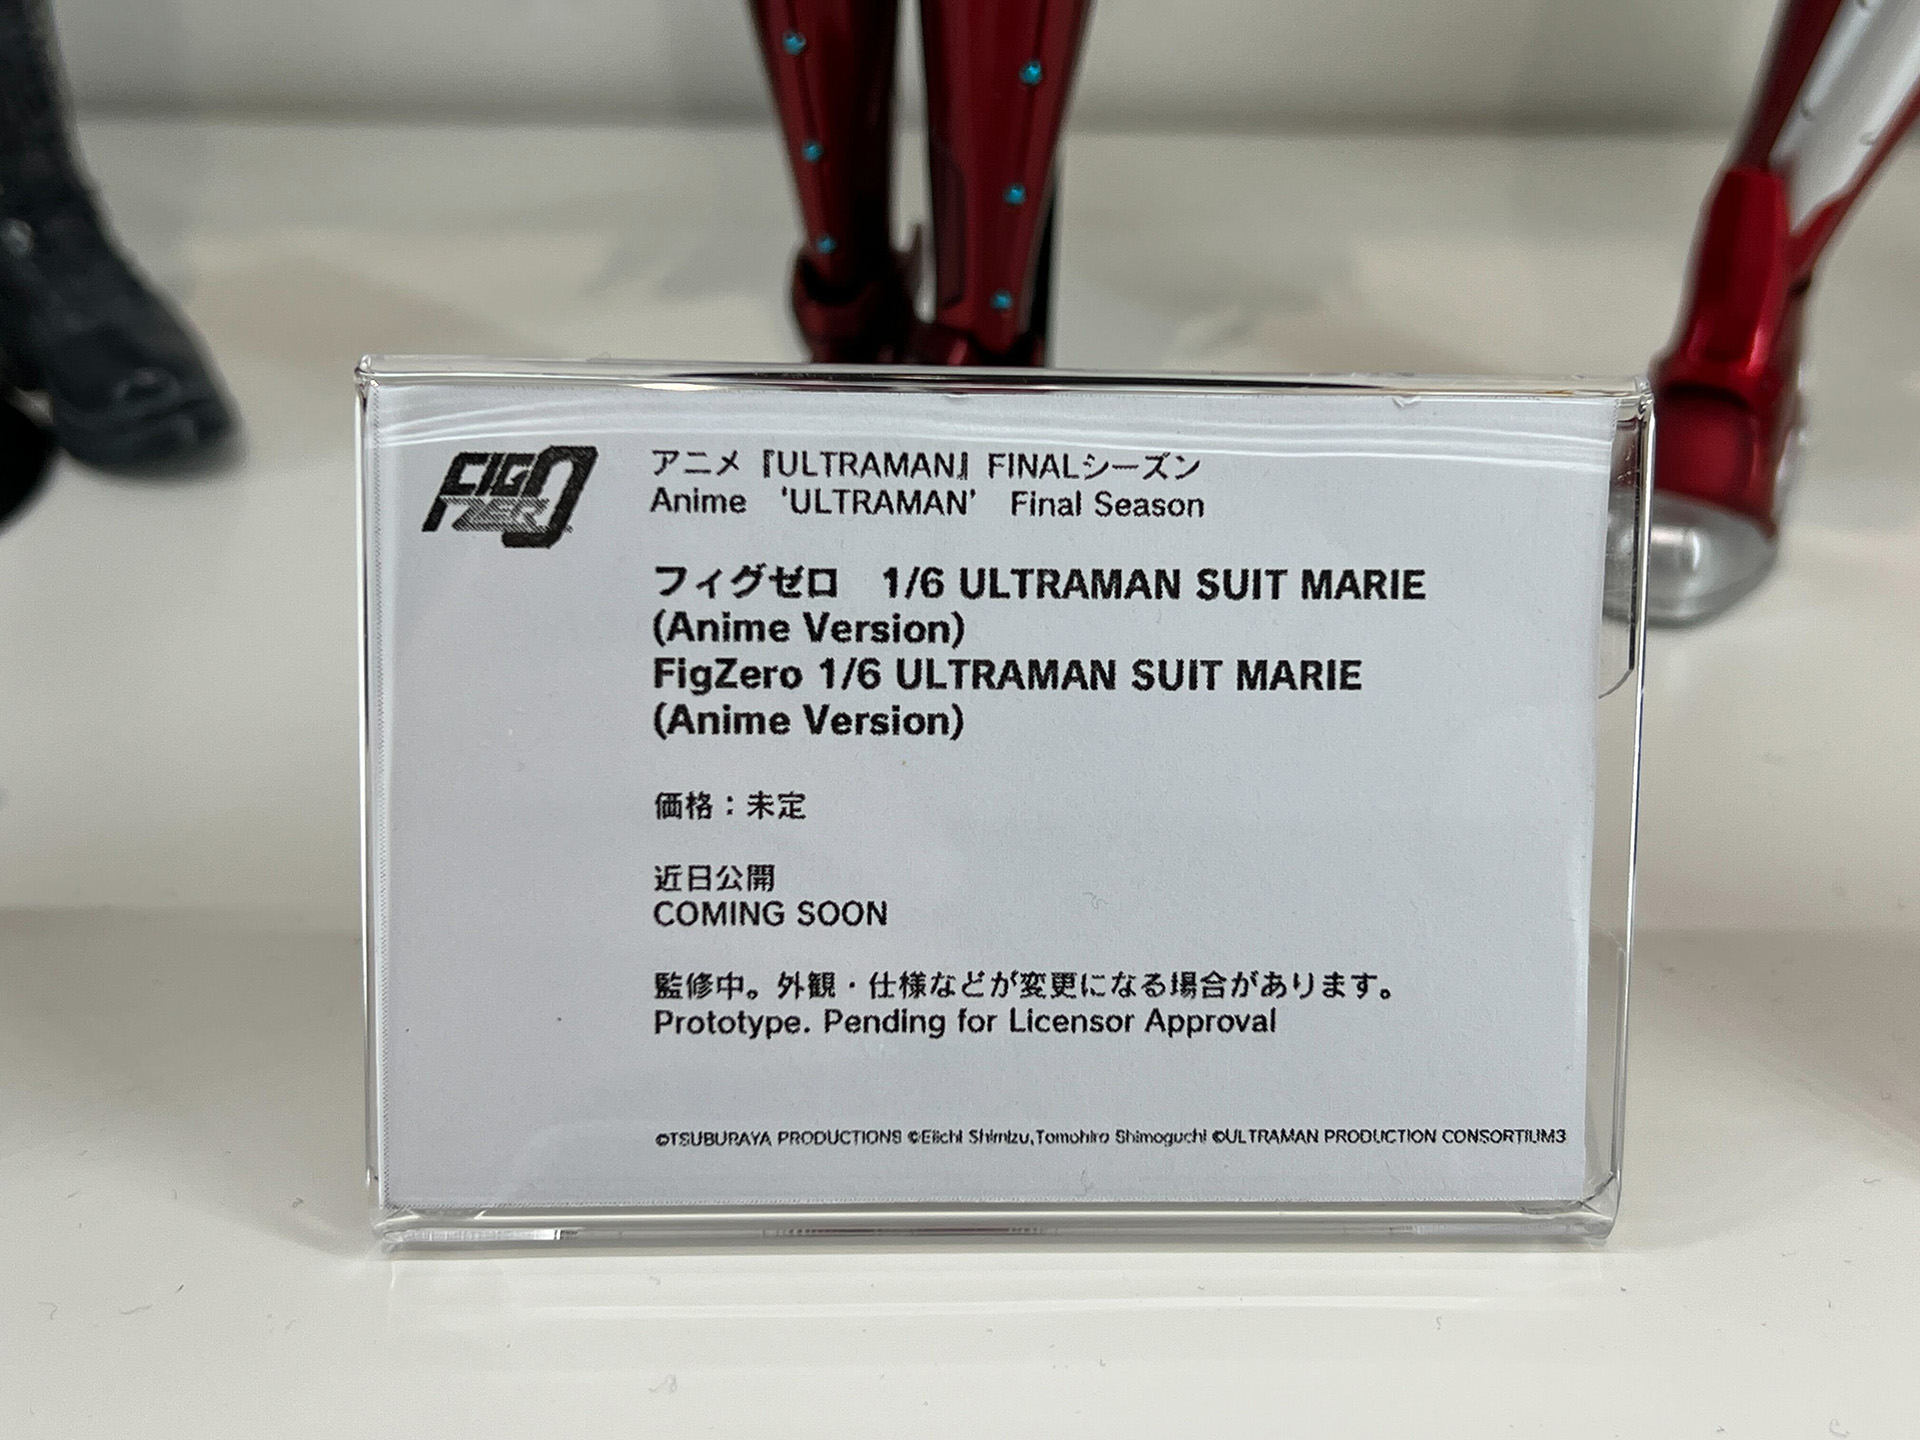 FIG ZERO
アニメ『ULTRAMAN』FINALシーズン
Anime 'ULTRAMAN' Final Season
フィグゼロ 1/6 ULTRAMAN SUIT MARIE
(Anime Version)
FigZero 1/6 ULTRAMAN SUIT MARIE
(Anime Version)
価格：未定
近日公開
COMING SOON
監修中。外観・仕様などが変更になる場合があります。
Prototype. Pending for Licensor Approval
©TSUBURAYA PRODUCTIONS ©Eiichi Shimizu,Tomohiro Shimoguchi ©ULTRAMAN PRODUCTION CONSORTIUM3